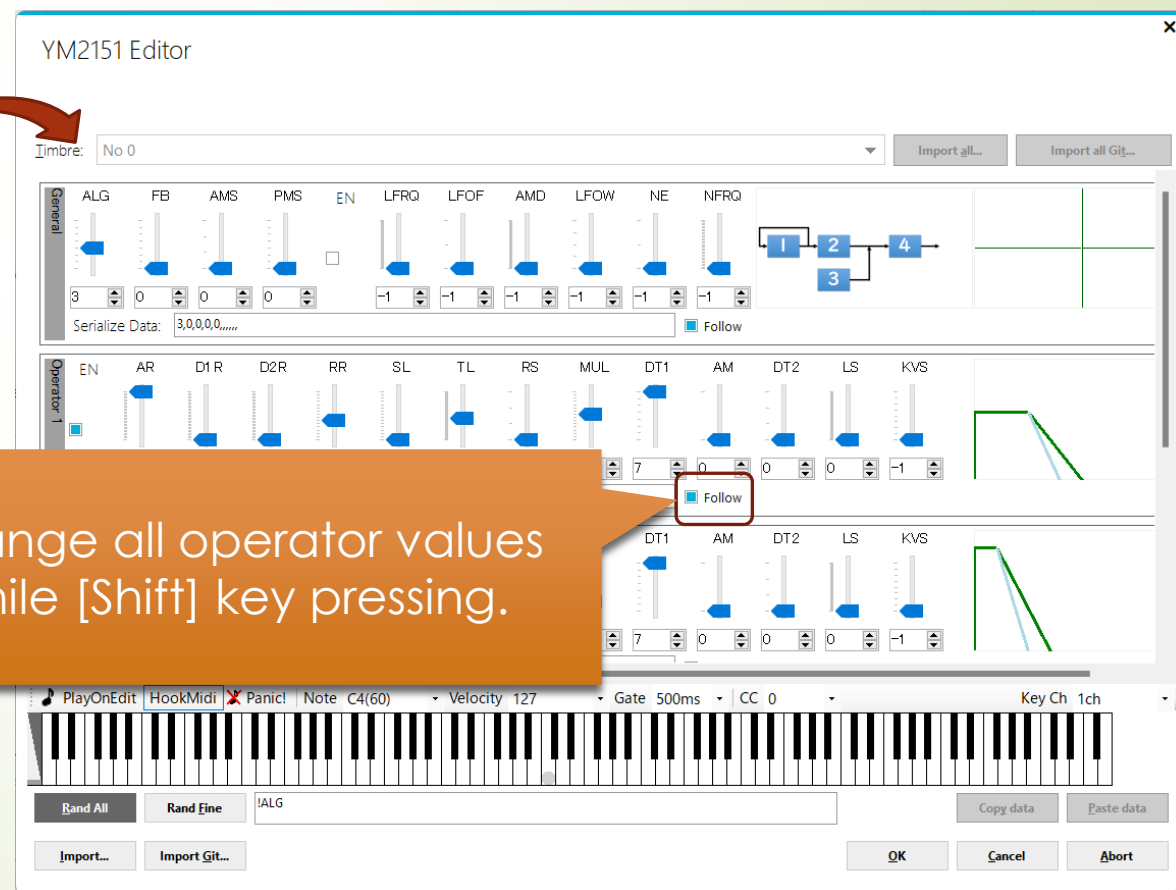 ×
YM2151 Editor
Timbre: No 0 Import all... Import all Git...
General
ALG FB AMS PMS EN LFRQ LFOF AMD LFOW NE NFRQ
1 2 4
3
3 0 0 0 -1 -1 -1 -1 -1 -1
Serialize Data: 3,0,0,0,0,,,,,, Follow
Operator 1
EN AR D1R D2R RR SL TL RS MUL DT1 AM DT2 LS KVS
7 0 0 0 -1
Follow
ange all operator values
hile [Shift] key pressing.
DT1 AM DT2 LS KVS
7 0 0 0 -1
PlayOnEdit HookMidi Panic! Note C4(60) Velocity 127 Gate 500ms CC 0 Key Ch 1ch
Rand All Rand Fine !ALG Copy data Paste data
Import... Import Git... OK Cancel Abort